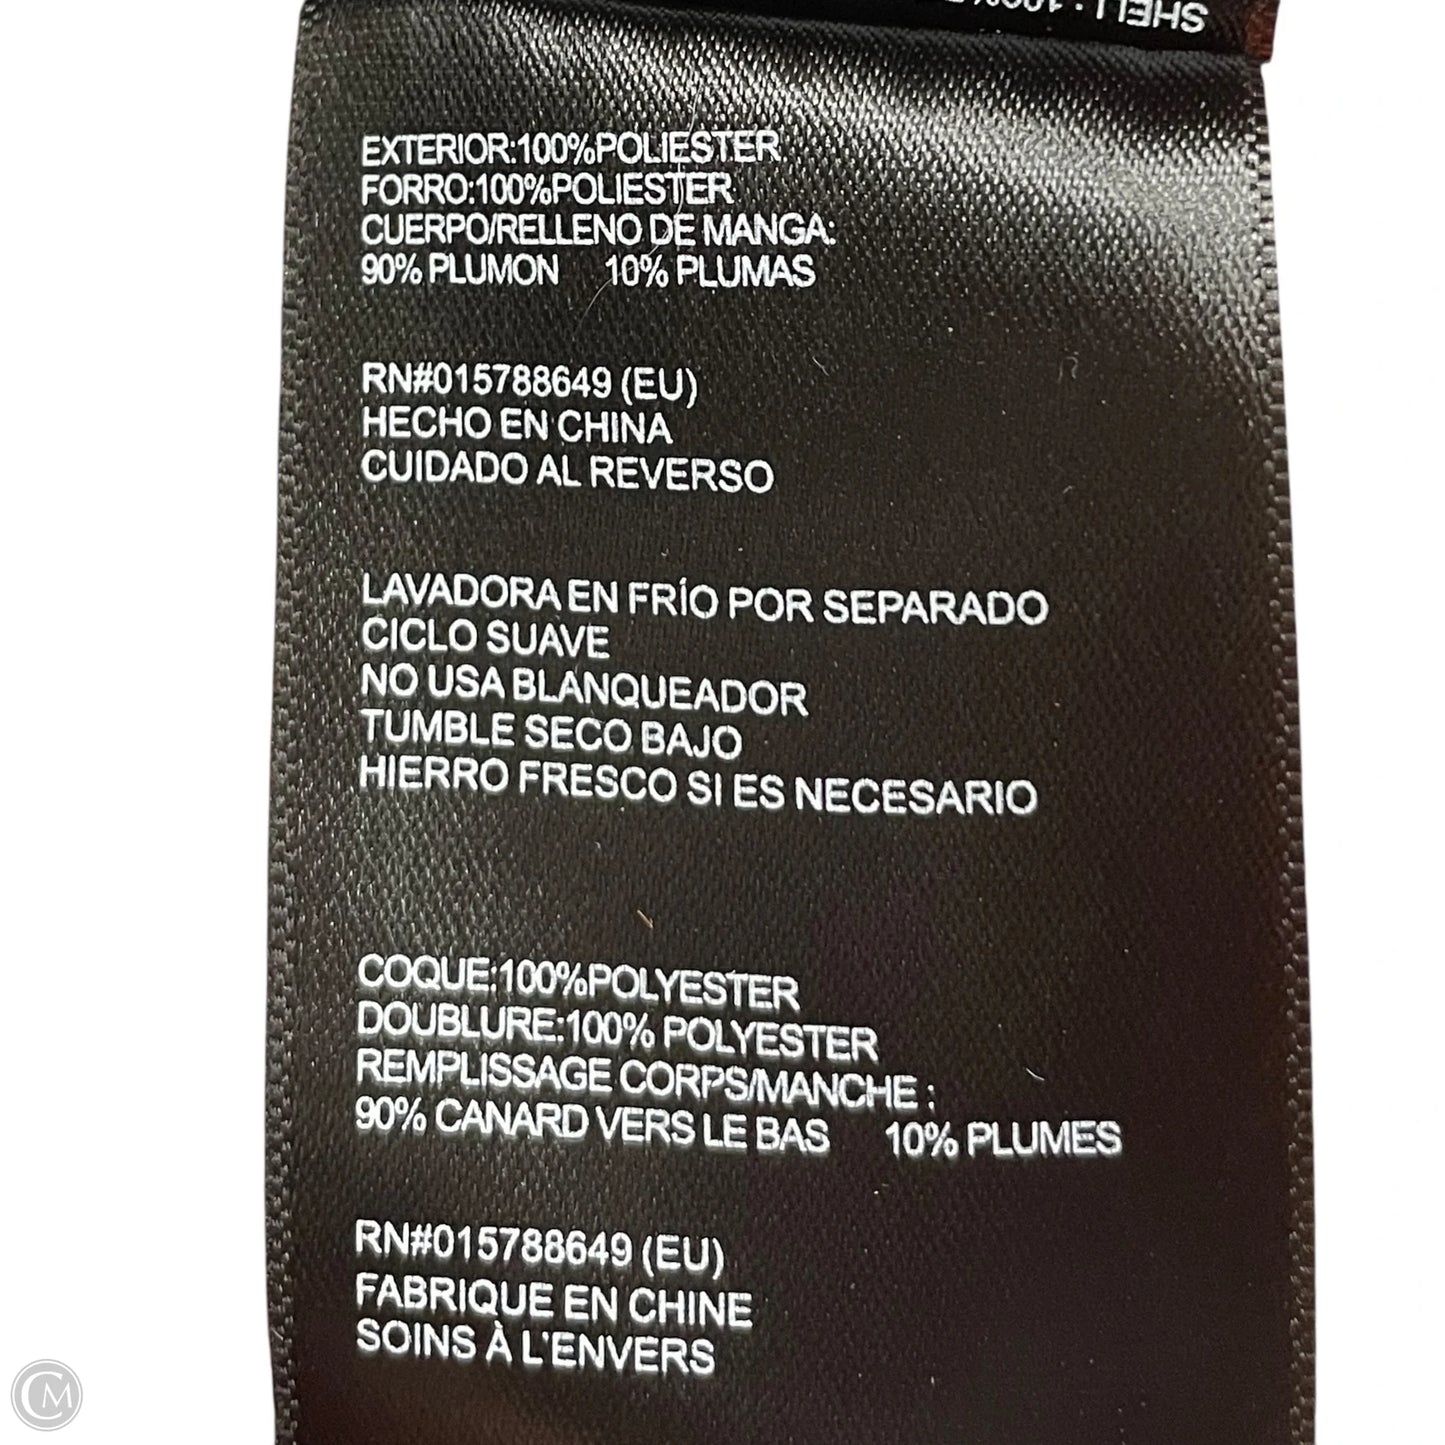 SHELL: 100%
EXTERIOR:100%POLIESTER
FORRO:100%POLIESTER
CUERPO/RELLENO DE MANGA:
90% PLUMON 10% PLUMAS
RN#015788649 (EU)
HECHO EN CHINA
CUIDADO AL REVERSO
LAVADORA EN FRÍO POR SEPARADO
CICLO SUAVE
NO USA BLANQUEADOR
TUMBLE SECO BAJO
HIERRO FRESCO SI ES NECESARIO
COQUE:100%POLYESTER
DOUBLURE:100% POLYESTER
REMPLISSAGE CORPS/MANCHE :
90% CANARD VERS LE BAS 10% PLUMES
RN#015788649 (EU)
FABRIQUE EN CHINE
SOINS À L'ENVERS
CM